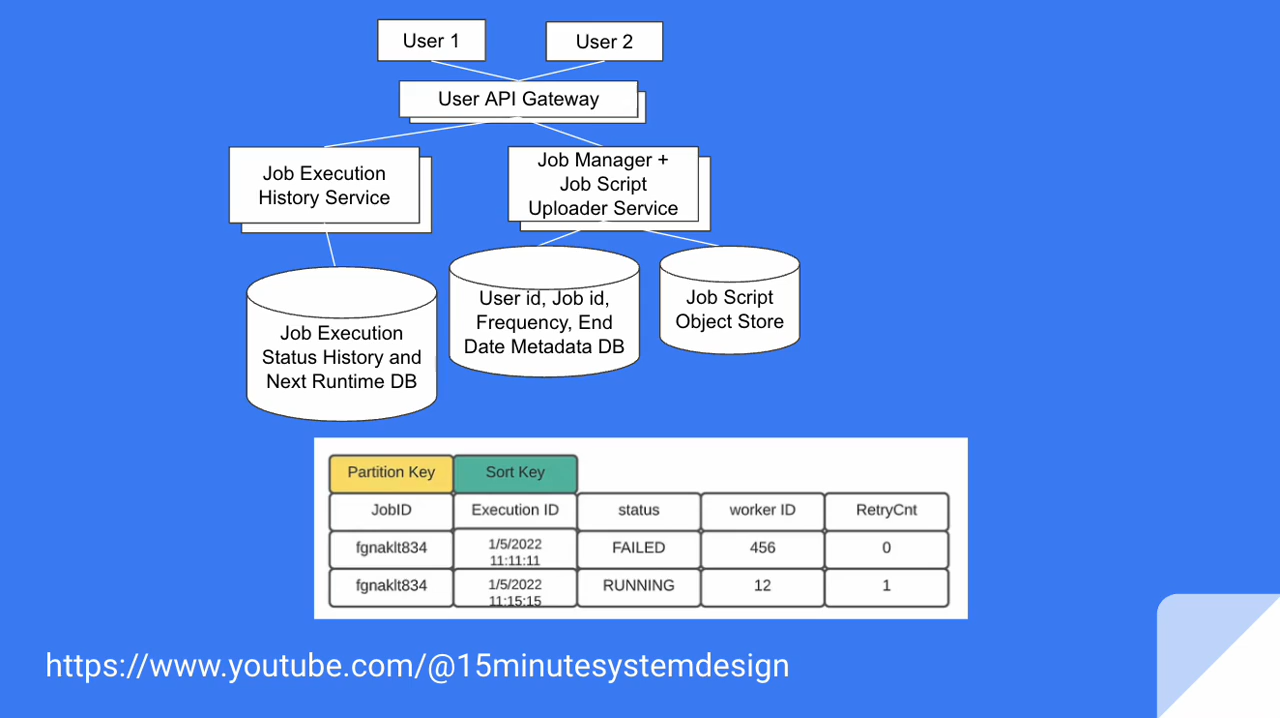 User 1
User 2
User API Gateway
Job Execution
History Service
Job Manager +
Job Script
Uploader Service
Job Execution
Status History and
Next Runtime DB
User id, Job id,
Frequency, End
Date Metadata DB
Job Script
Object Store
Partition Key
Sort Key
JobID
Execution ID
status
worker ID
RetryCnt
fgnaklt834
1/5/2022
11:11:11
FAILED
456
0
fgnaklt834
1/5/2022
11:15:15
RUNNING
12
1
https://www.youtube.com/@15minutesystemdesign